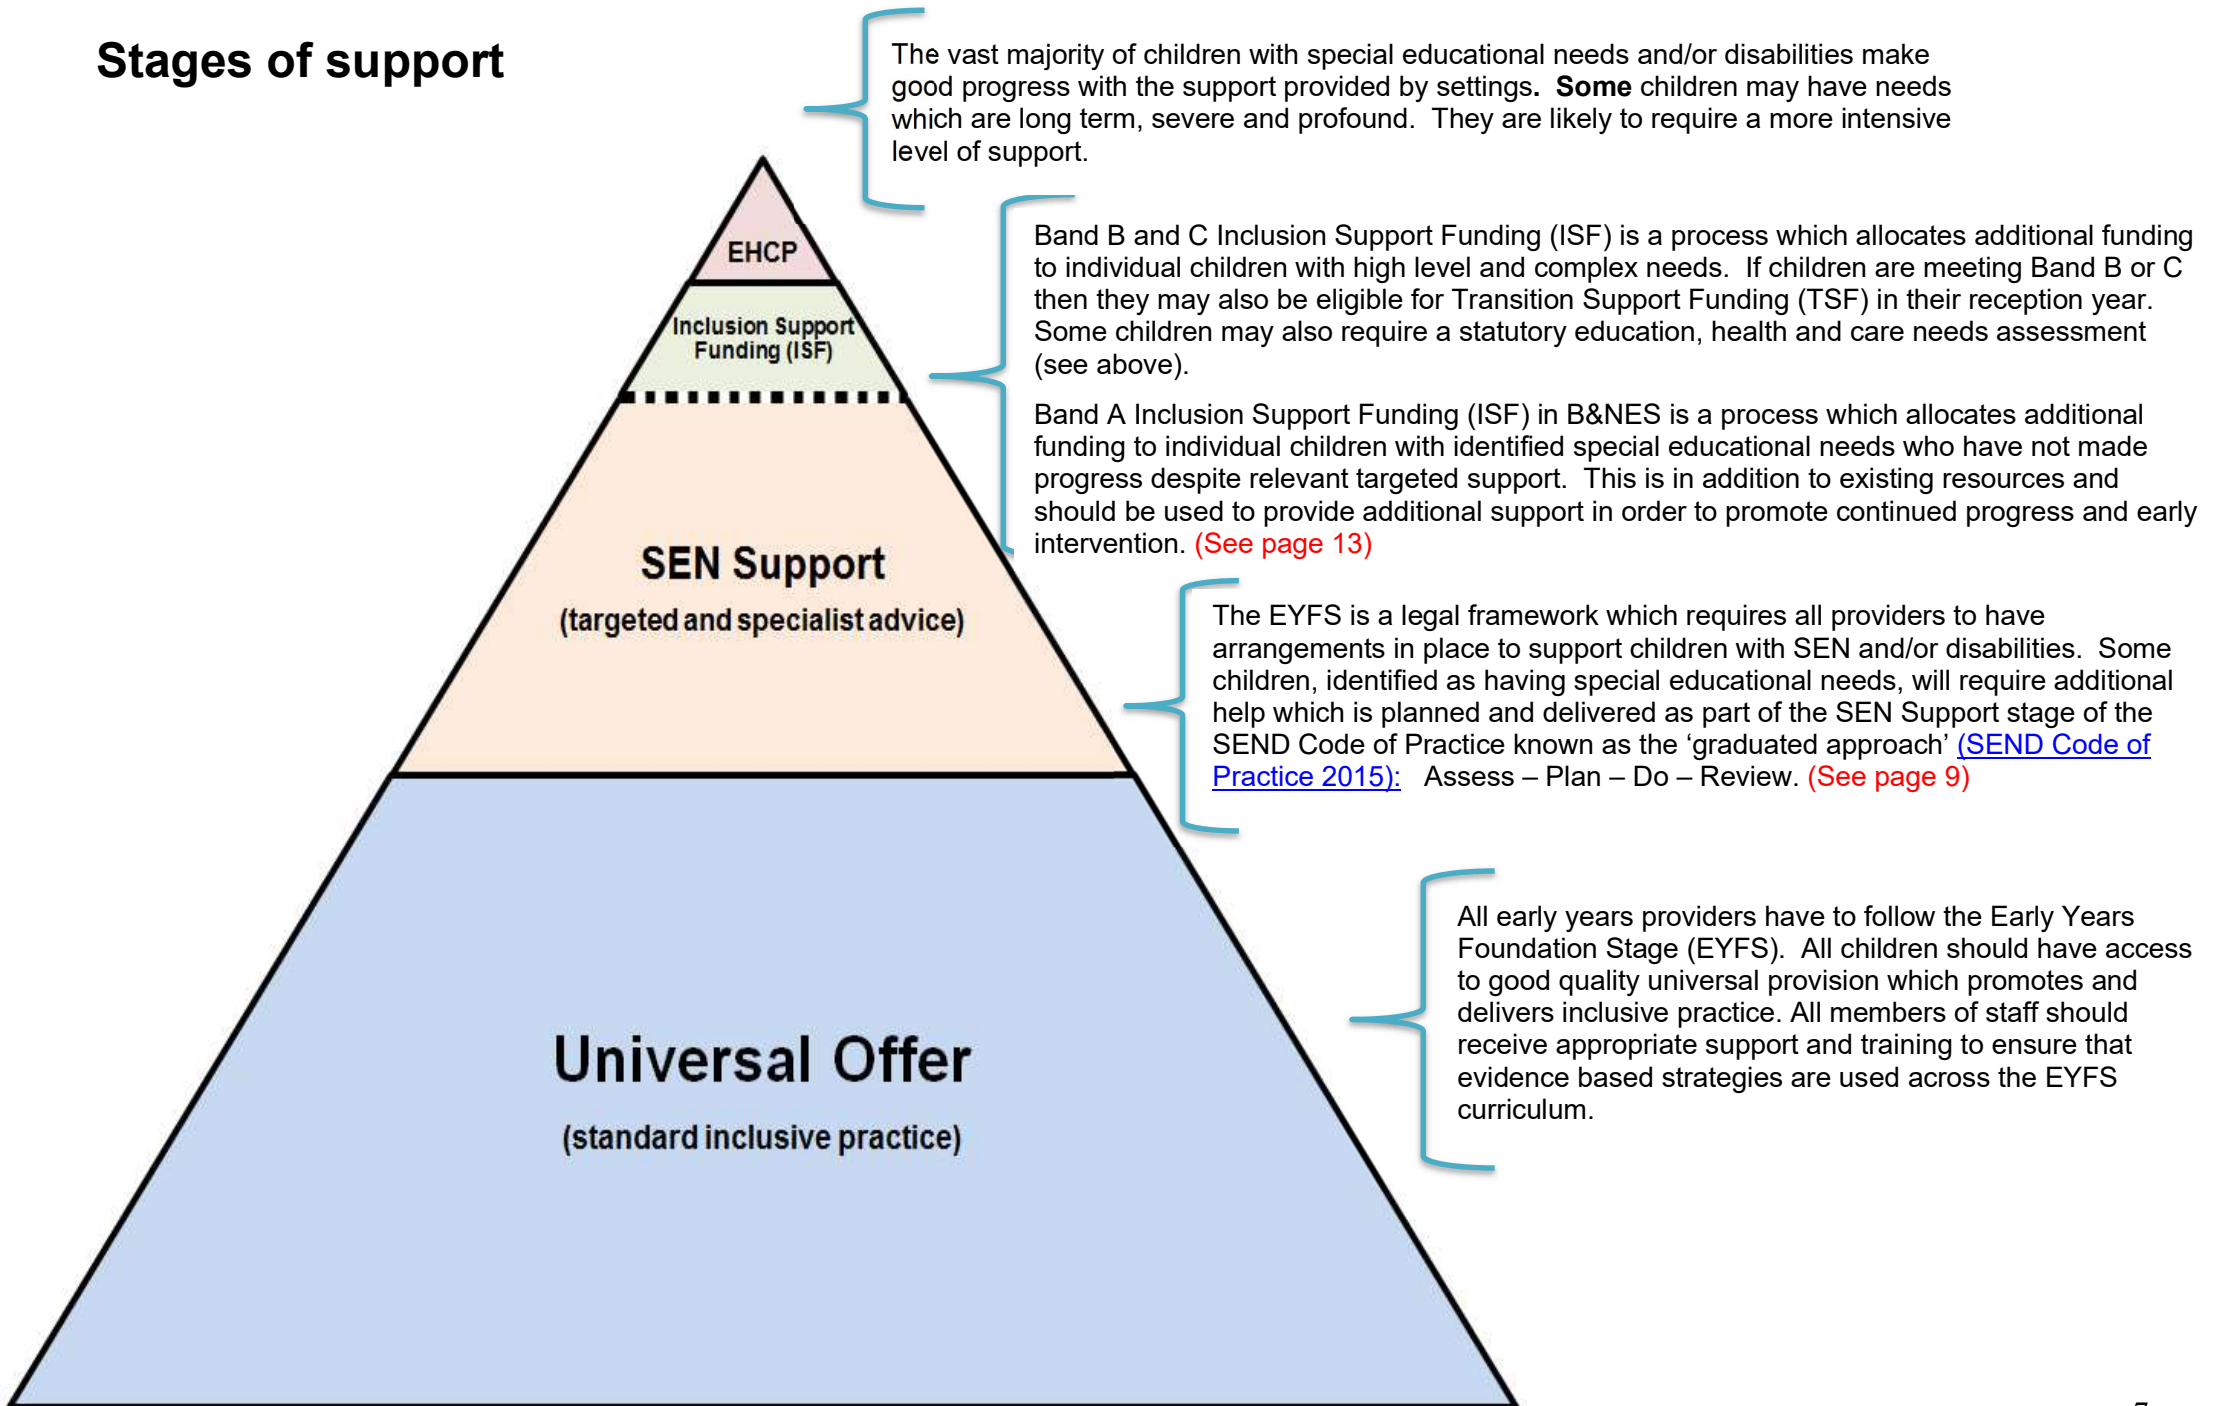 Stages of support
The vast majority of children with special educational needs and/or disabilities make
good progress with the support provided by settings.  Some children may have needs
which are long term, severe and profound.  They are likely to require a more intensive
level of support.
EHCP
Inclusion Support
Funding (ISF)
Band B and C Inclusion Support Funding (ISF) is a process which allocates additional funding
to individual children with high level and complex needs.  If children are meeting Band B or C
then they may also be eligible for Transition Support Funding (TSF) in their reception year.
Some children may also require a statutory education, health and care needs assessment
(see above).
Band A Inclusion Support Funding (ISF) in B&NES is a process which allocates additional
funding to individual children with identified special educational needs who have not made
progress despite relevant targeted support.  This is in addition to existing resources and
should be used to provide additional support in order to promote continued progress and early
intervention. (See page 13)
SEN Support
(targeted and specialist advice)
The EYFS is a legal framework which requires all providers to have
arrangements in place to support children with SEN and/or disabilities.  Some
children, identified as having special educational needs, will require additional
help which is planned and delivered as part of the SEN Support stage of the
SEND Code of Practice known as the ‘graduated approach’ (SEND Code of
Practice 2015):   Assess – Plan – Do – Review. (See page 9)
Universal Offer
(standard inclusive practice)
All early years providers have to follow the Early Years
Foundation Stage (EYFS).  All children should have access
to good quality universal provision which promotes and
delivers inclusive practice. All members of staff should
receive appropriate support and training to ensure that
evidence based strategies are used across the EYFS
curriculum.